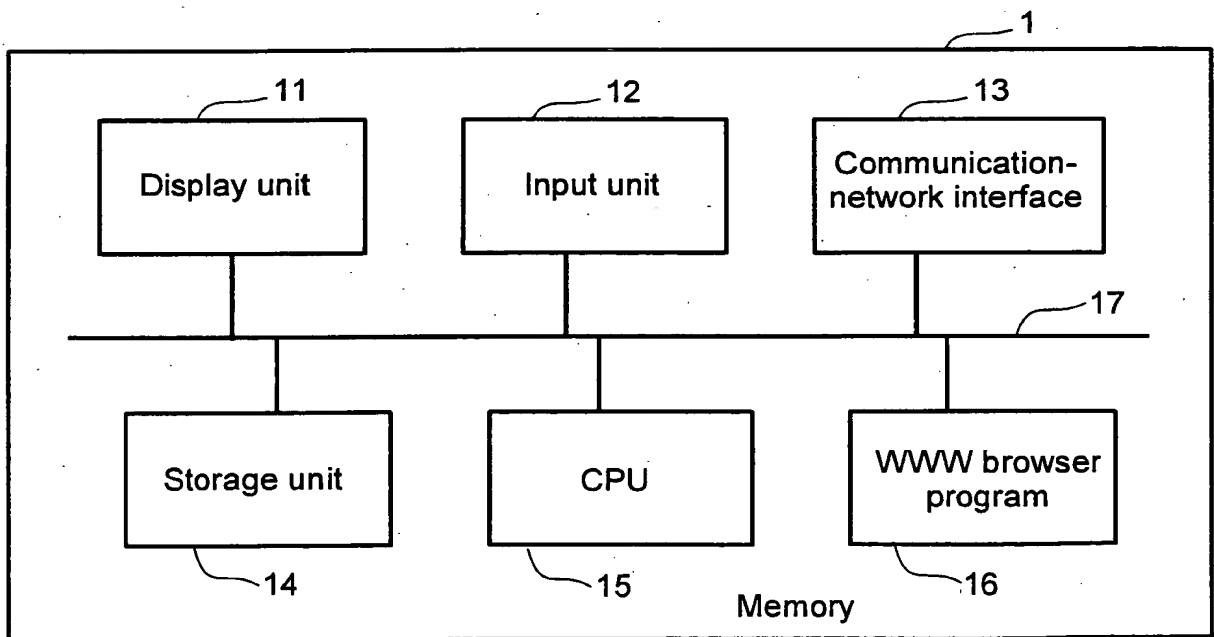 1
11
12
13
Display unit
Input unit
Communication-
network interface
17
Storage unit
CPU
WWW browser
program
14
15
16
Memory